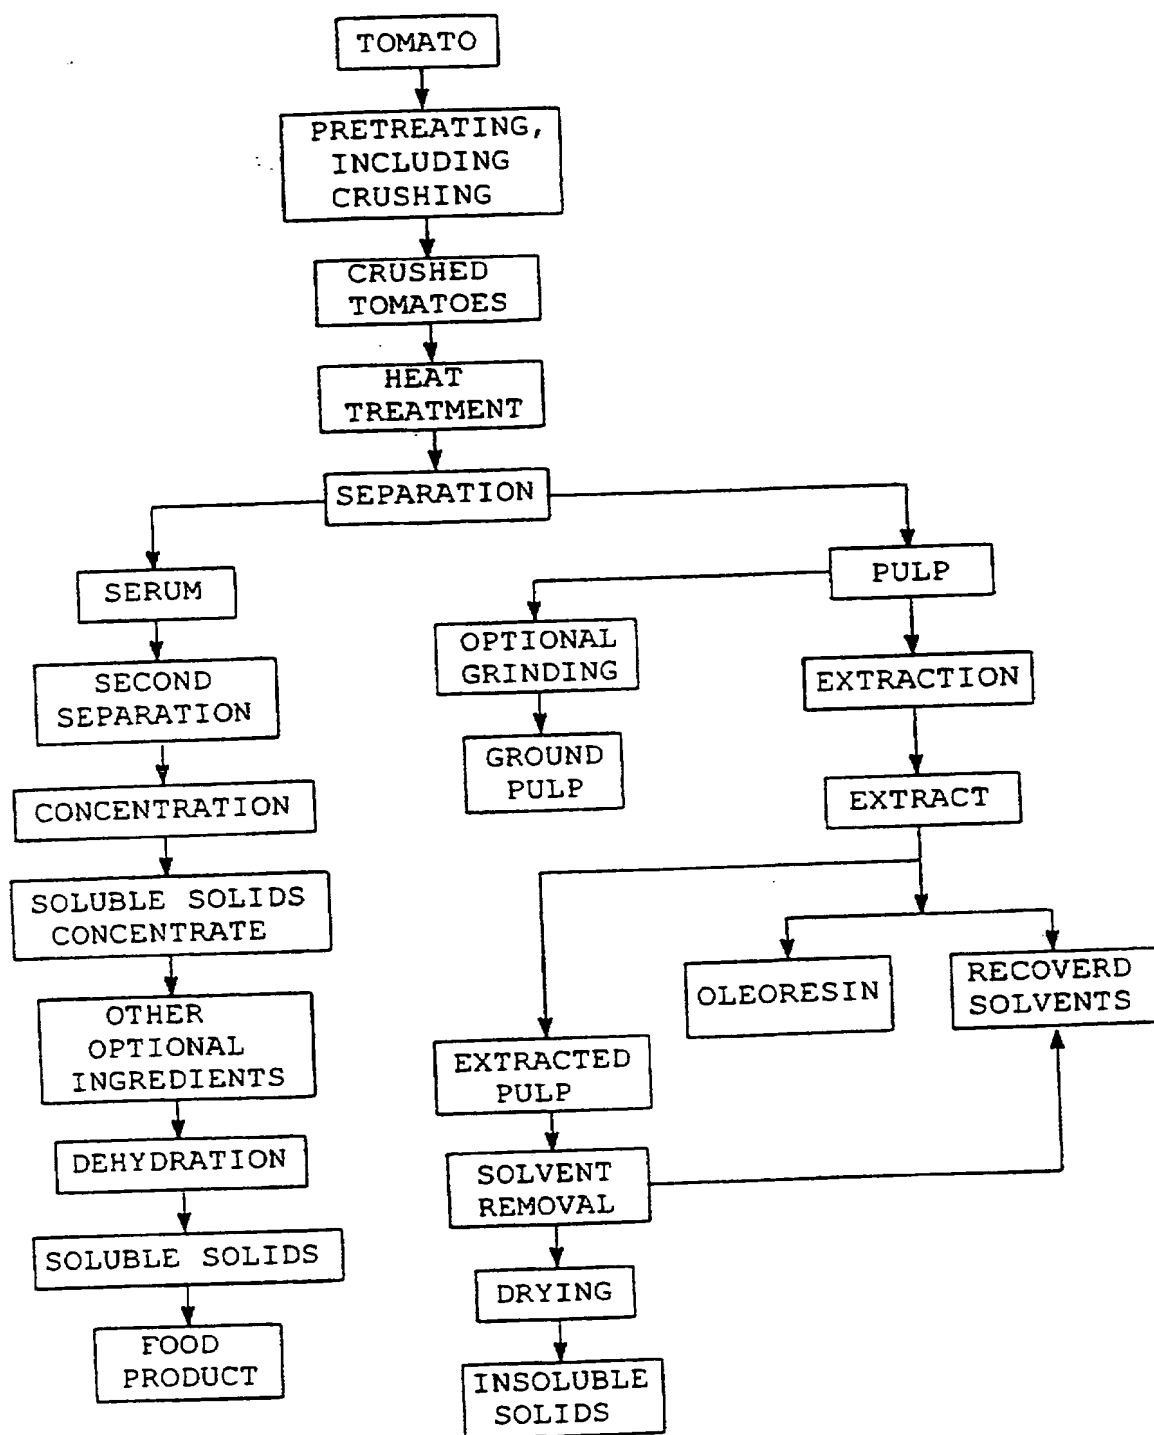 TOMATO
PRETREATING,
INCLUDING
CRUSHING
CRUSHED
TOMATOES
HEAT
TREATMENT
SEPARATION
SERUM
SECOND
SEPARATION
CONCENTRATION
SOLUBLE SOLIDS
CONCENTRATE
OTHER
OPTIONAL
INGREDIENTS
DEHYDRATION
SOLUBLE SOLIDS
FOOD
PRODUCT
PULP
OPTIONAL
GRINDING
GROUND
PULP
EXTRACTION
EXTRACT
OLEORESIN
RECOVERD
SOLVENTS
EXTRACTED
PULP
SOLVENT
REMOVAL
DRYING
INSOLUBLE
SOLIDS